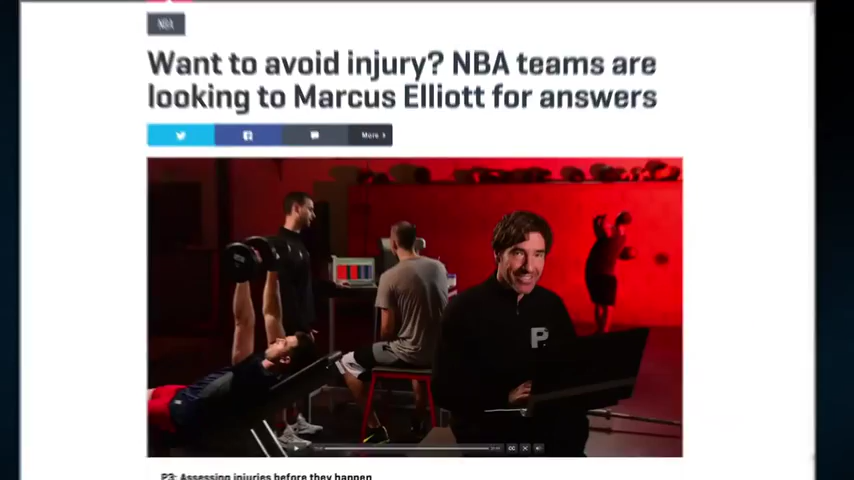 NBA
Want to avoid injury? NBA teams are
looking to Marcus Elliott for answers
More ›
P3
P3: Assessing injuries before they happen